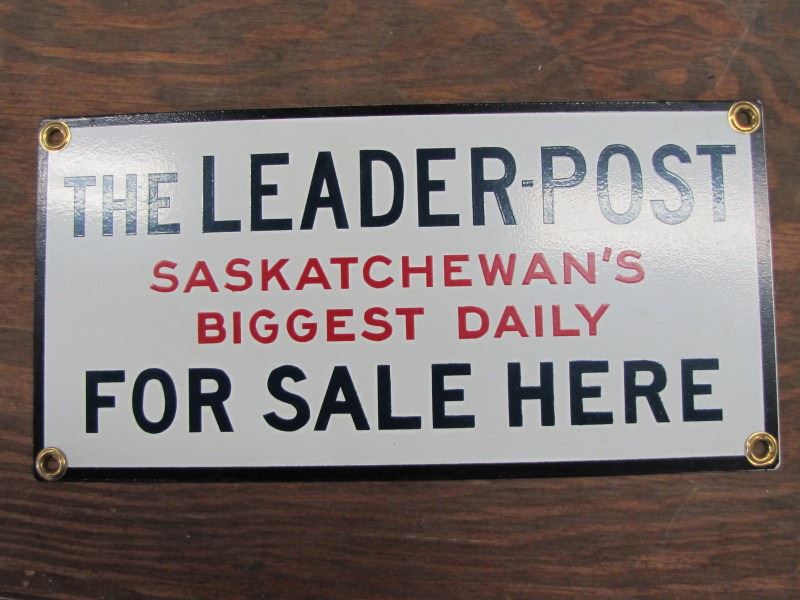 THE LEADER-POST
SASKATCHEWAN'S
BIGGEST DAILY
FOR SALE HERE